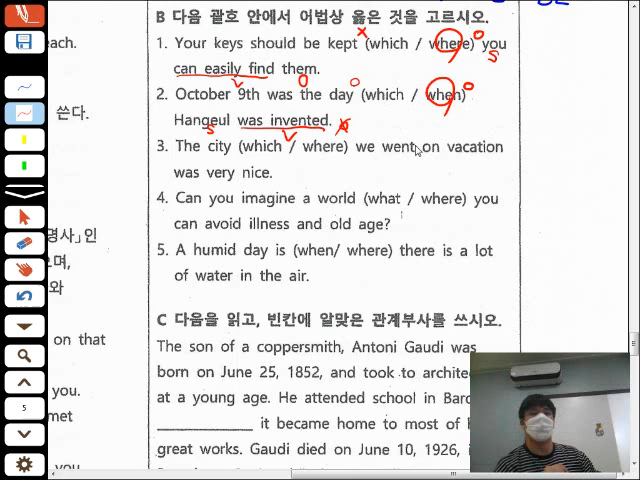 B 다음 괄호 안에서 어법상 옳은 것을 고르시오.
each.
1. Your keys should be kept (which / where) you
can easily find them.
2. October 9th was the day (which / when)
쓴다.
Hangeul was invented.
3. The city (which / where) we went on vacation
was very nice.
4. Can you imagine a world (what / where) you
can avoid illness and old age?
명사」인
며,
와
5. A humid day is (when/ where) there is a lot
of water in the air.
C 다음을 읽고, 빈칸에 알맞은 관계부사를 쓰시오.
on that
The son of a coppersmith, Antoni Gaudi was
born on June 25, 1852, and took to
you.
at a young age. He attended school in
5
met
it became home to most of
great works. Gaudi died on June 10, 1926,
you